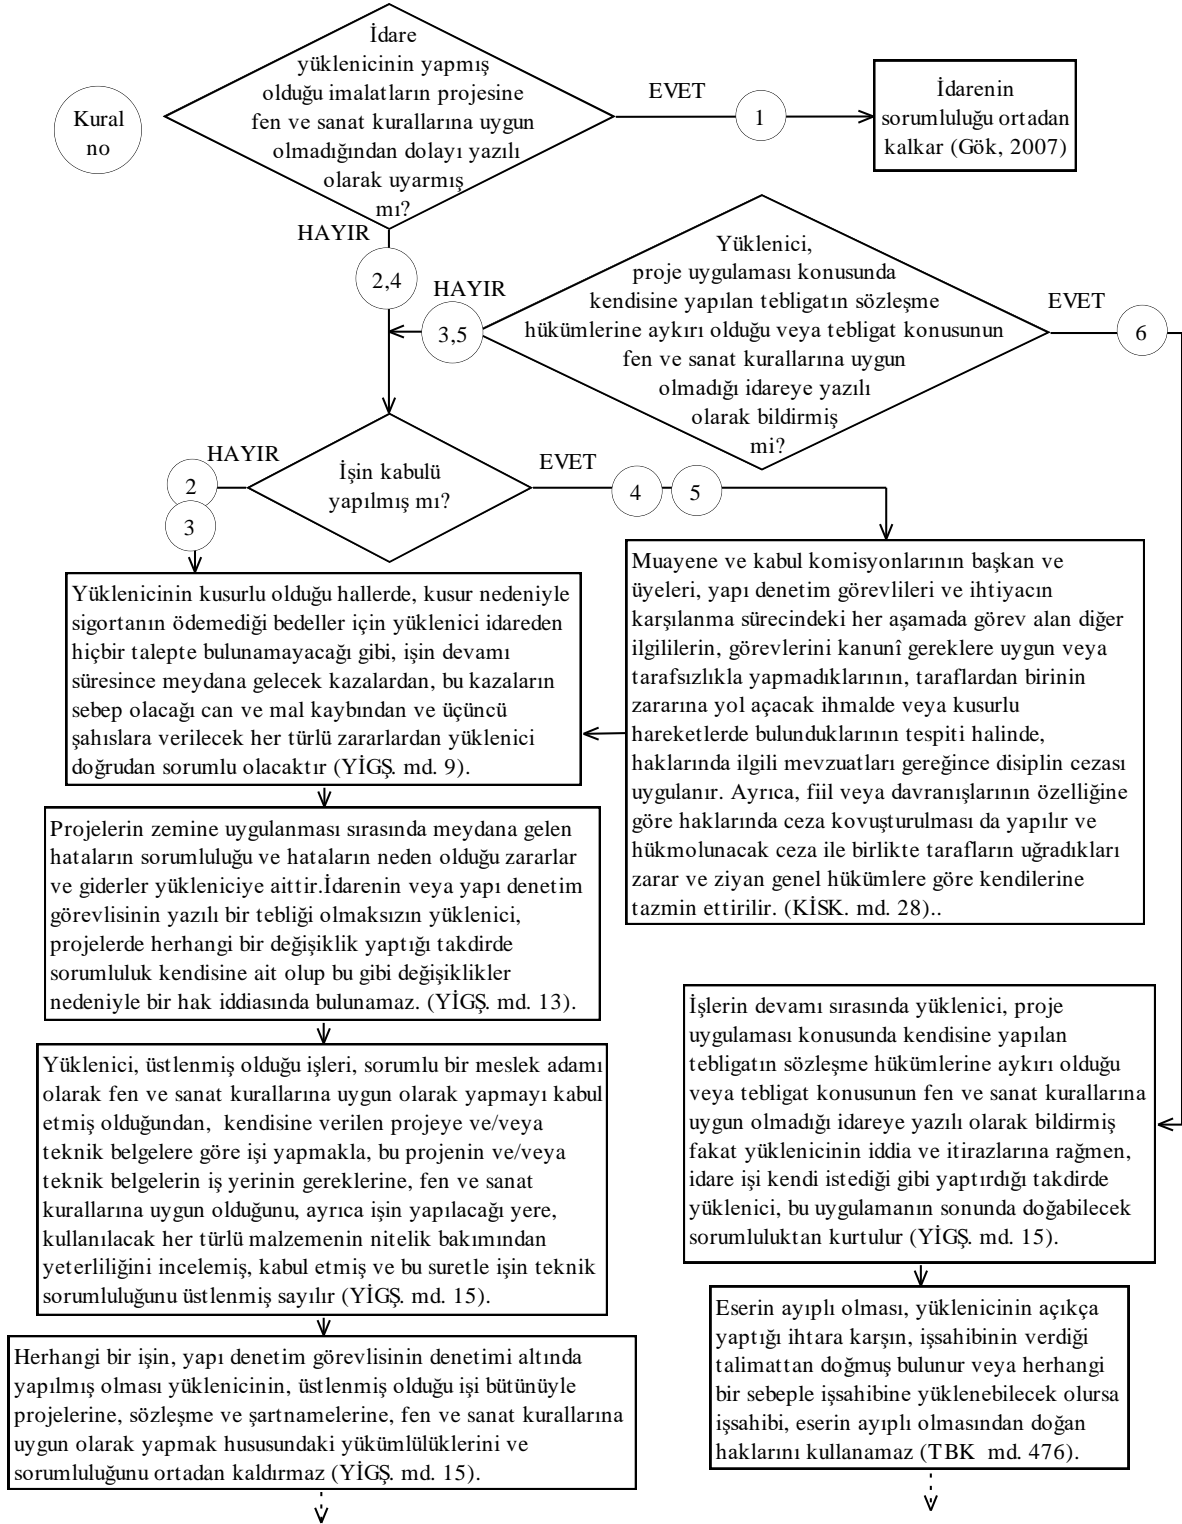 Kural
no
İdare
yüklenicinin yapmış
olduğu imalatların projesine
fen ve sanat kurallarına uygun
olmadığından dolayı yazılı
olarak uyarmış
mı?
EVET
1
İdarenin
sorumluluğu ortadan
kalkar (Gök, 2007)
HAYIR
2,4
Yüklenici,
proje uygulaması konusunda
kendisine yapılan tebligatın sözleşme
hükümlerine aykırı olduğu veya tebligat konusunun
fen ve sanat kurallarına uygun
olmadığı idareye yazılı
olarak bildirmiş
mi?
HAYIR
3,5
EVET
6
İşin kabulü
yapılmış mı?
HAYIR
2
3
EVET
4
5
Yüklenicinin kusurlu olduğu hallerde, kusur nedeniyle
sigortanın ödemediği bedeller için yüklenici idareden
hiçbir talepte bulunamayacağı gibi, işin devamı
süresince meydana gelecek kazalardan, bu kazaların
sebep olacağı can ve mal kaybından ve üçüncü
şahıslara verilecek her türlü zararlardan yüklenici
doğrudan sorumlu olacaktır (YİGŞ. md. 9).
Muayene ve kabul komisyonlarının başkan ve
üyeleri, yapı denetim görevlileri ve ihtiyacın
karşılanma sürecindeki her aşamada görev alan diğer
ilgililerin, görevlerini kanunî gereklere uygun veya
tarafsızlıkla yapmadıklarının, taraflardan birinin
zararına yol açacak ihmalde veya kusurlu
hareketlerde bulunduklarının tespiti halinde,
haklarında ilgili mevzuatları gereğince disiplin cezası
uygulanır. Ayrıca, fiil veya davranışlarının özelliğine
göre haklarında ceza kovuşturulması da yapılır ve
hükmolunacak ceza ile birlikte tarafların uğradıkları
zarar ve ziyan genel hükümlere göre kendilerine
tazmin ettirilir. (KİSK. md. 28)..
Projelerin zemine uygulanması sırasında meydana gelen
hataların sorumluluğu ve hataların neden olduğu zararlar
ve giderler yükleniciye aittir.İdarenin veya yapı denetim
görevlisinin yazılı bir tebliği olmaksızın yüklenici,
projelerde herhangi bir değişiklik yaptığı takdirde
sorumluluk kendisine ait olup bu gibi değişiklikler
nedeniyle bir hak iddiasında bulunamaz. (YİGŞ. md. 13).
Yüklenici, üstlenmiş olduğu işleri, sorumlu bir meslek adamı
olarak fen ve sanat kurallarına uygun olarak yapmayı kabul
etmiş olduğundan,  kendisine verilen projeye ve/veya
teknik belgelere göre işi yapmakla, bu projenin ve/veya
teknik belgelerin iş yerinin gereklerine, fen ve sanat
kurallarına uygun olduğunu, ayrıca işin yapılacağı yere,
kullanılacak her türlü malzemenin nitelik bakımından
yeterliliğini incelemiş, kabul etmiş ve bu suretle işin teknik
sorumluluğunu üstlenmiş sayılır (YİGŞ. md. 15).
Herhangi bir işin, yapı denetim görevlisinin denetimi altında
yapılmış olması yüklenicinin, üstlenmiş olduğu işi bütünüyle
projelerine, sözleşme ve şartnamelerine, fen ve sanat kurallarına
uygun olarak yapmak hususundaki yükümlülüklerini ve
sorumluluğunu ortadan kaldırmaz (YİGŞ. md. 15).
İşlerin devamı sırasında yüklenici, proje
uygulaması konusunda kendisine yapılan
tebligatın sözleşme hükümlerine aykırı olduğu
veya tebligat konusunun fen ve sanat kurallarına
uygun olmadığı idareye yazılı olarak bildirmiş
fakat yüklenicinin iddia ve itirazlarına rağmen,
idare işi kendi istediği gibi yaptırdığı takdirde
yüklenici, bu uygulamanın sonunda doğabilecek
sorumluluktan kurtulur (YİGŞ. md. 15).
Eserin ayıplı olması, yüklenicinin açıkça
yaptığı ihtara karşın, işsahibinin verdiği
talimattan doğmuş bulunur veya herhangi
bir sebeple işsahibine yüklenebilecek olursa
işsahibi, eserin ayıplı olmasından doğan
haklarını kullanamaz (TBK  md. 476).